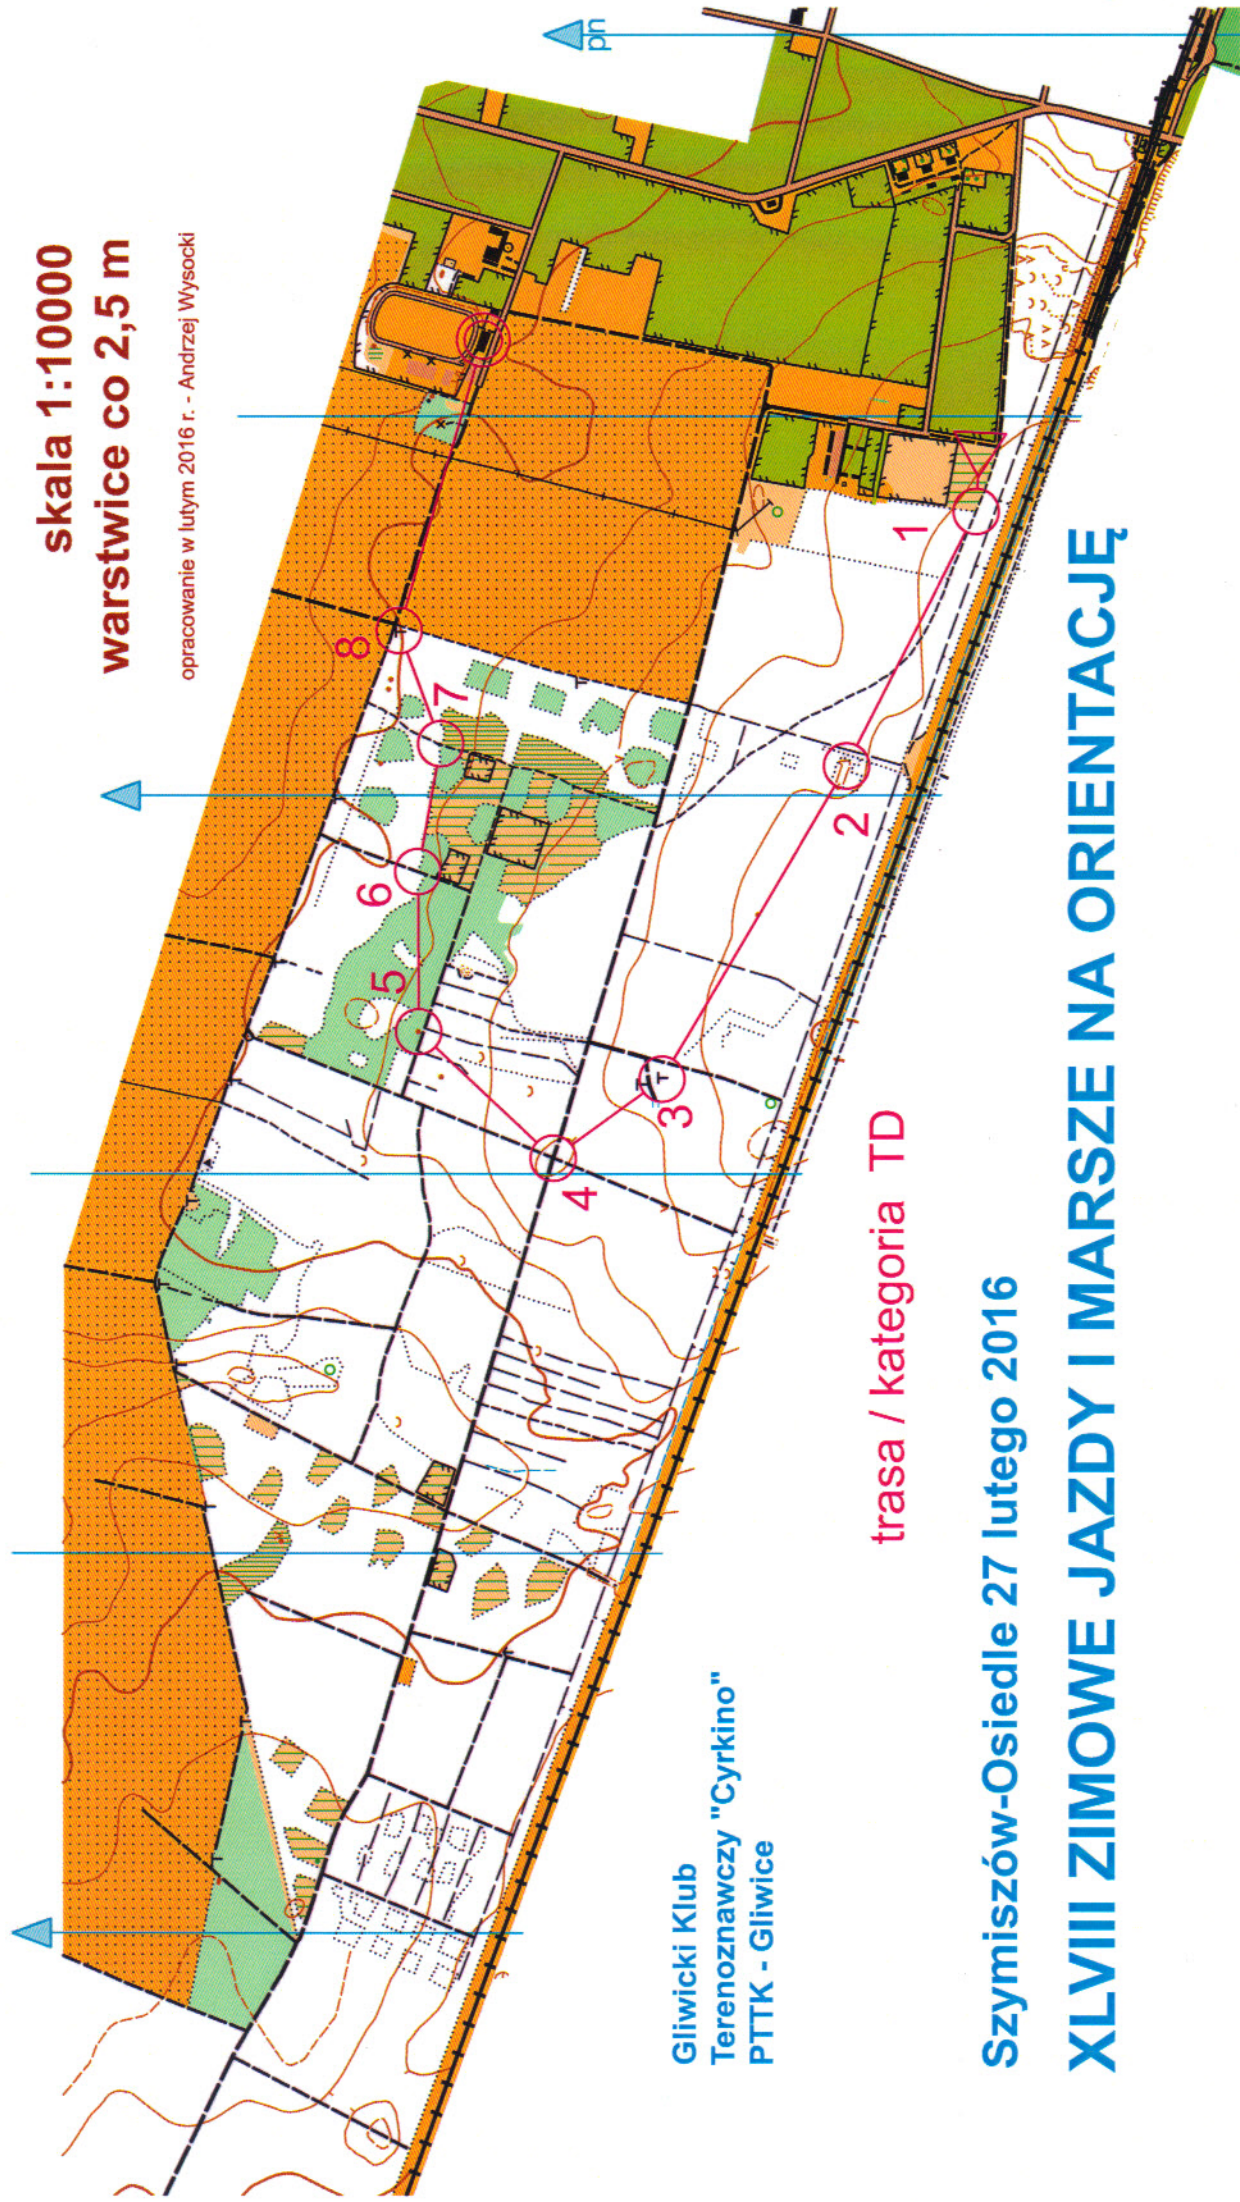 skala 1:10000
warstwice co 2,5 m
opracowanie w lutym 2016 r. - Andrzej Wysocki
pn
1
2
3
4
5
6
7
8
trasa / kategoria TD
Gliwicki Klub
Terenoznawczy "Cyrkino"
PTTK - Gliwice
Szymiszów-Osiedle 27 lutego 2016
XLVIII ZIMOWE JAZDY I MARSZE NA ORIENTACJĘ